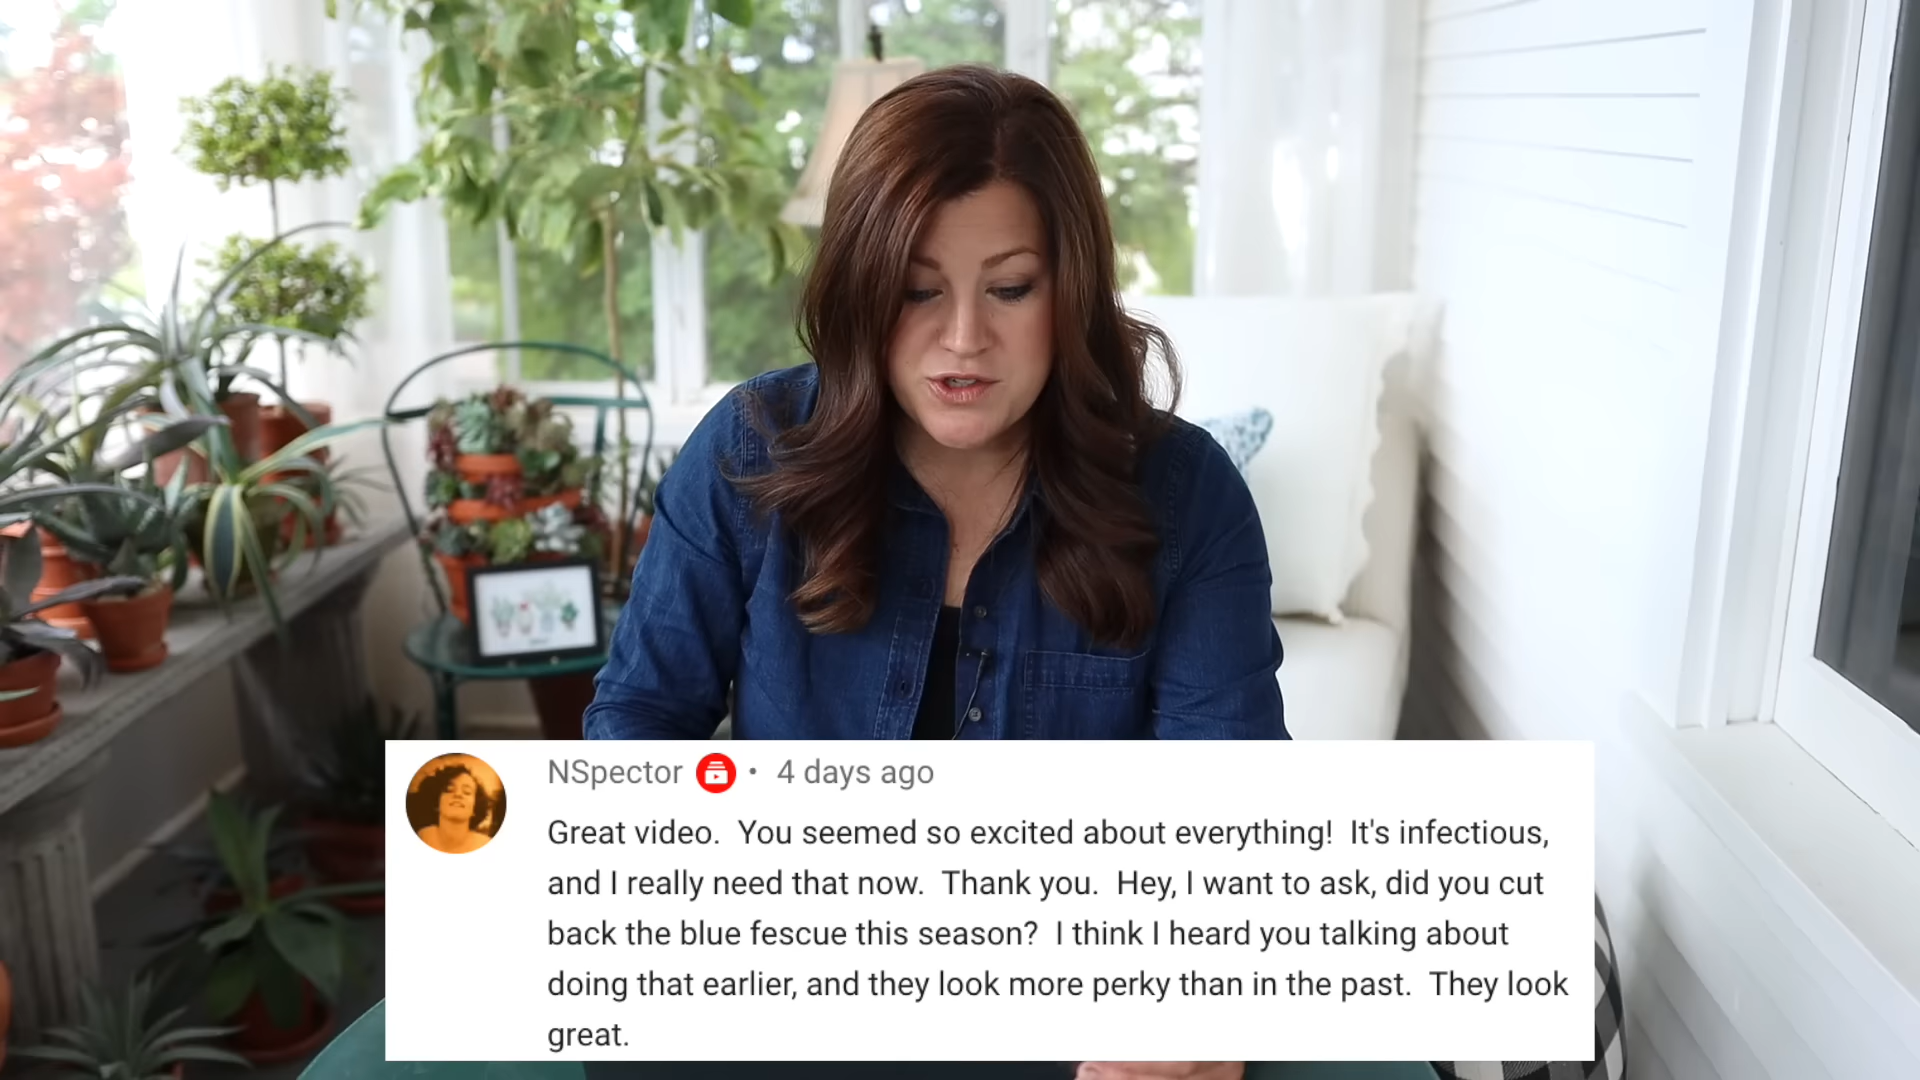 NSpector • 4 days ago
Great video.  You seemed so excited about everything!  It's infectious,
and I really need that now.  Thank you.  Hey, I want to ask, did you cut
back the blue fescue this season?  I think I heard you talking about
doing that earlier, and they look more perky than in the past.  They look
great.